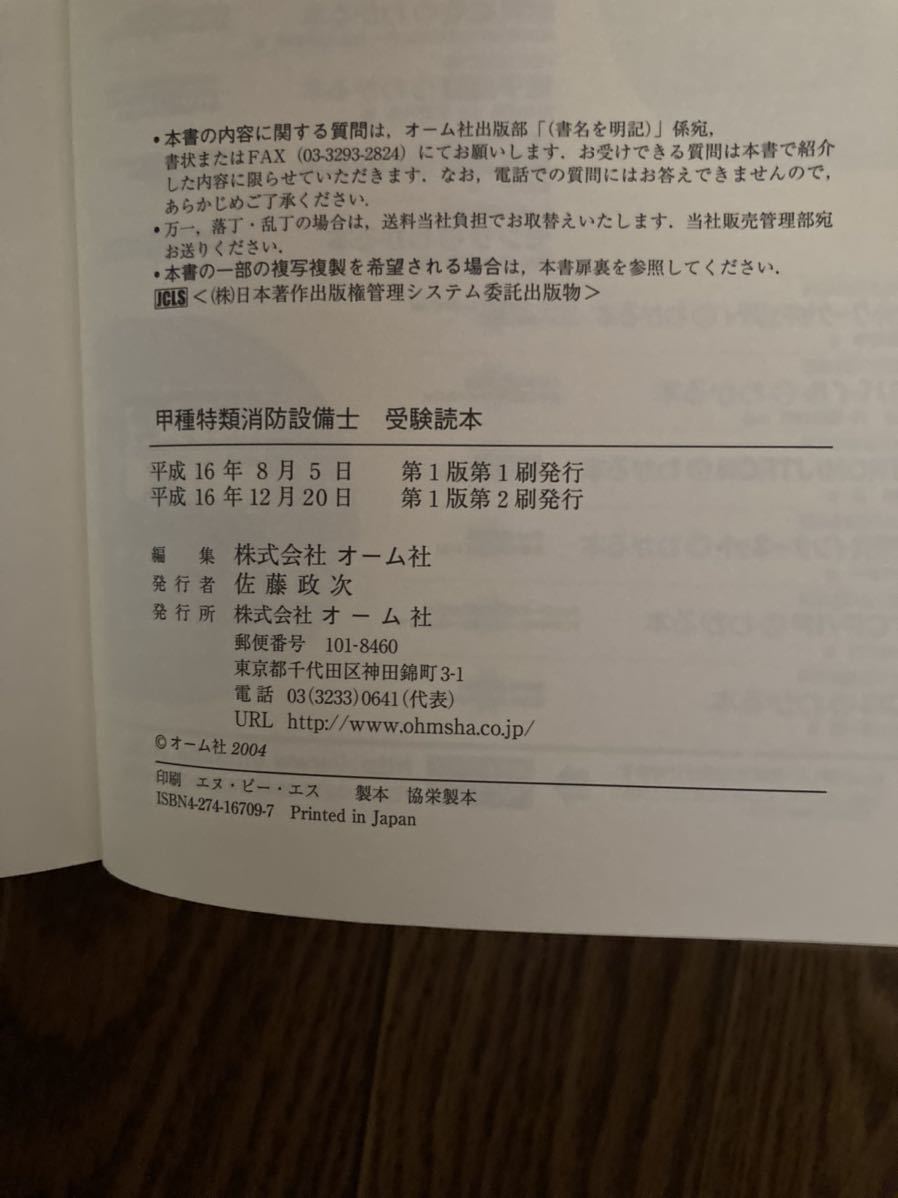 •本書の内容に関する質問は，オーム社出版部「(書名を明記)」係宛，
書状またはFAX（03-3293-2824）にてお願いします．お受けできる質問は本書で紹介
した内容に限らせていただきます．なお，電話での質問にはお答えできませんので，
あらかじめご了承ください．
•万一，落丁・乱丁の場合は，送料当社負担でお取替えいたします．当社販売管理部宛
お送りください．
•本書の一部の複写複製を希望される場合は，本書扉裏を参照してください．
JCLS＜(株)日本著作出版権管理システム委託出版物＞
甲種特類消防設備士　受験読本
平成 16 年 8 月 5 日　第 1 版第 1 刷発行
平成 16 年 12 月 20 日　第 1 版第 2 刷発行
編　集　株式会社 オーム社
発行者　佐藤政次
発行所　株式会社 オーム社
郵便番号　101-8460
東京都千代田区神田錦町3-1
電話　03(3233)0641(代表)
URL　http://www.ohmsha.co.jp/
©オーム社 2004
印刷　エヌ・ピー・エス　製本　協栄製本
ISBN4-274-16709-7　Printed in Japan